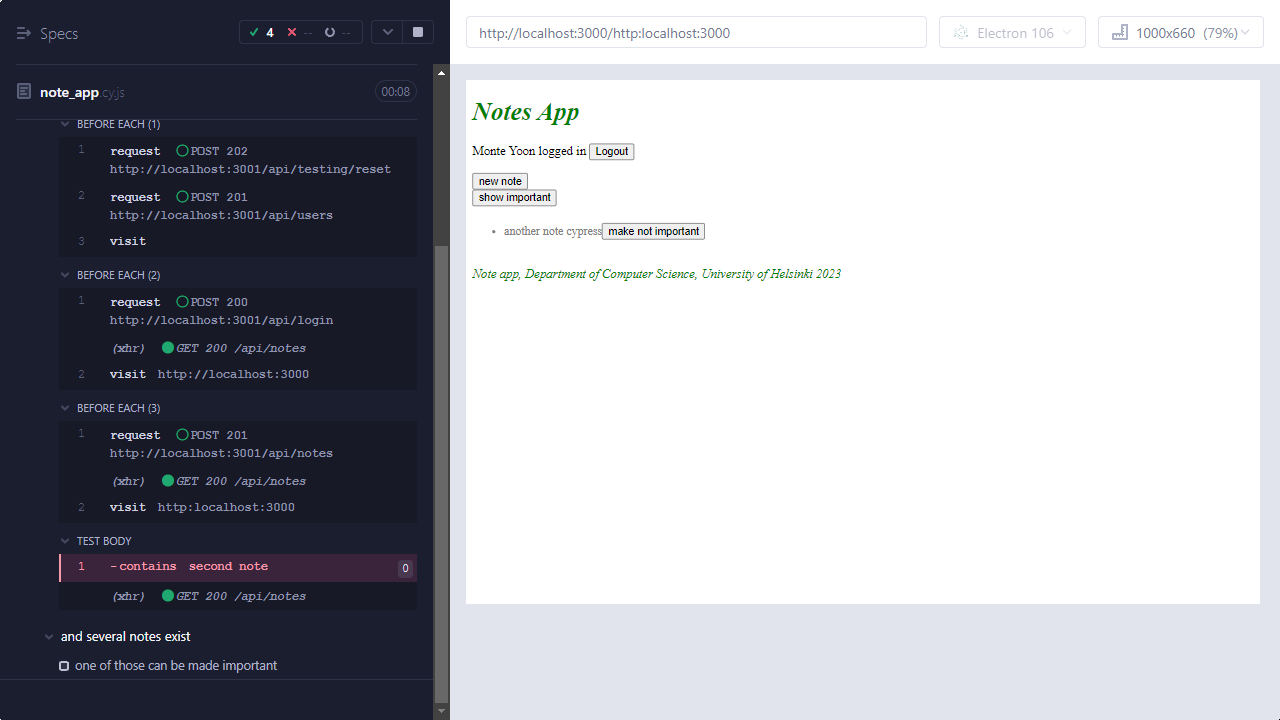 Specs
4 -- --
note_app.cy.js 00:08
BEFORE EACH (1)
1 request POST 202
http://localhost:3001/api/testing/reset
2 request POST 201
http://localhost:3001/api/users
3 visit
BEFORE EACH (2)
1 request POST 200
http://localhost:3001/api/login
(xhr) GET 200 /api/notes
2 visit http://localhost:3000
BEFORE EACH (3)
1 request POST 201
http://localhost:3001/api/notes
(xhr) GET 200 /api/notes
2 visit http:localhost:3000
TEST BODY
1 -contains second note 0
(xhr) GET 200 /api/notes
and several notes exist
one of those can be made important
http://localhost:3000/http:localhost:3000
Electron 106
1000x660 (79%)
Notes App
Monte Yoon logged in Logout
new note
show important
• another note cypress make not important
Note app, Department of Computer Science, University of Helsinki 2023